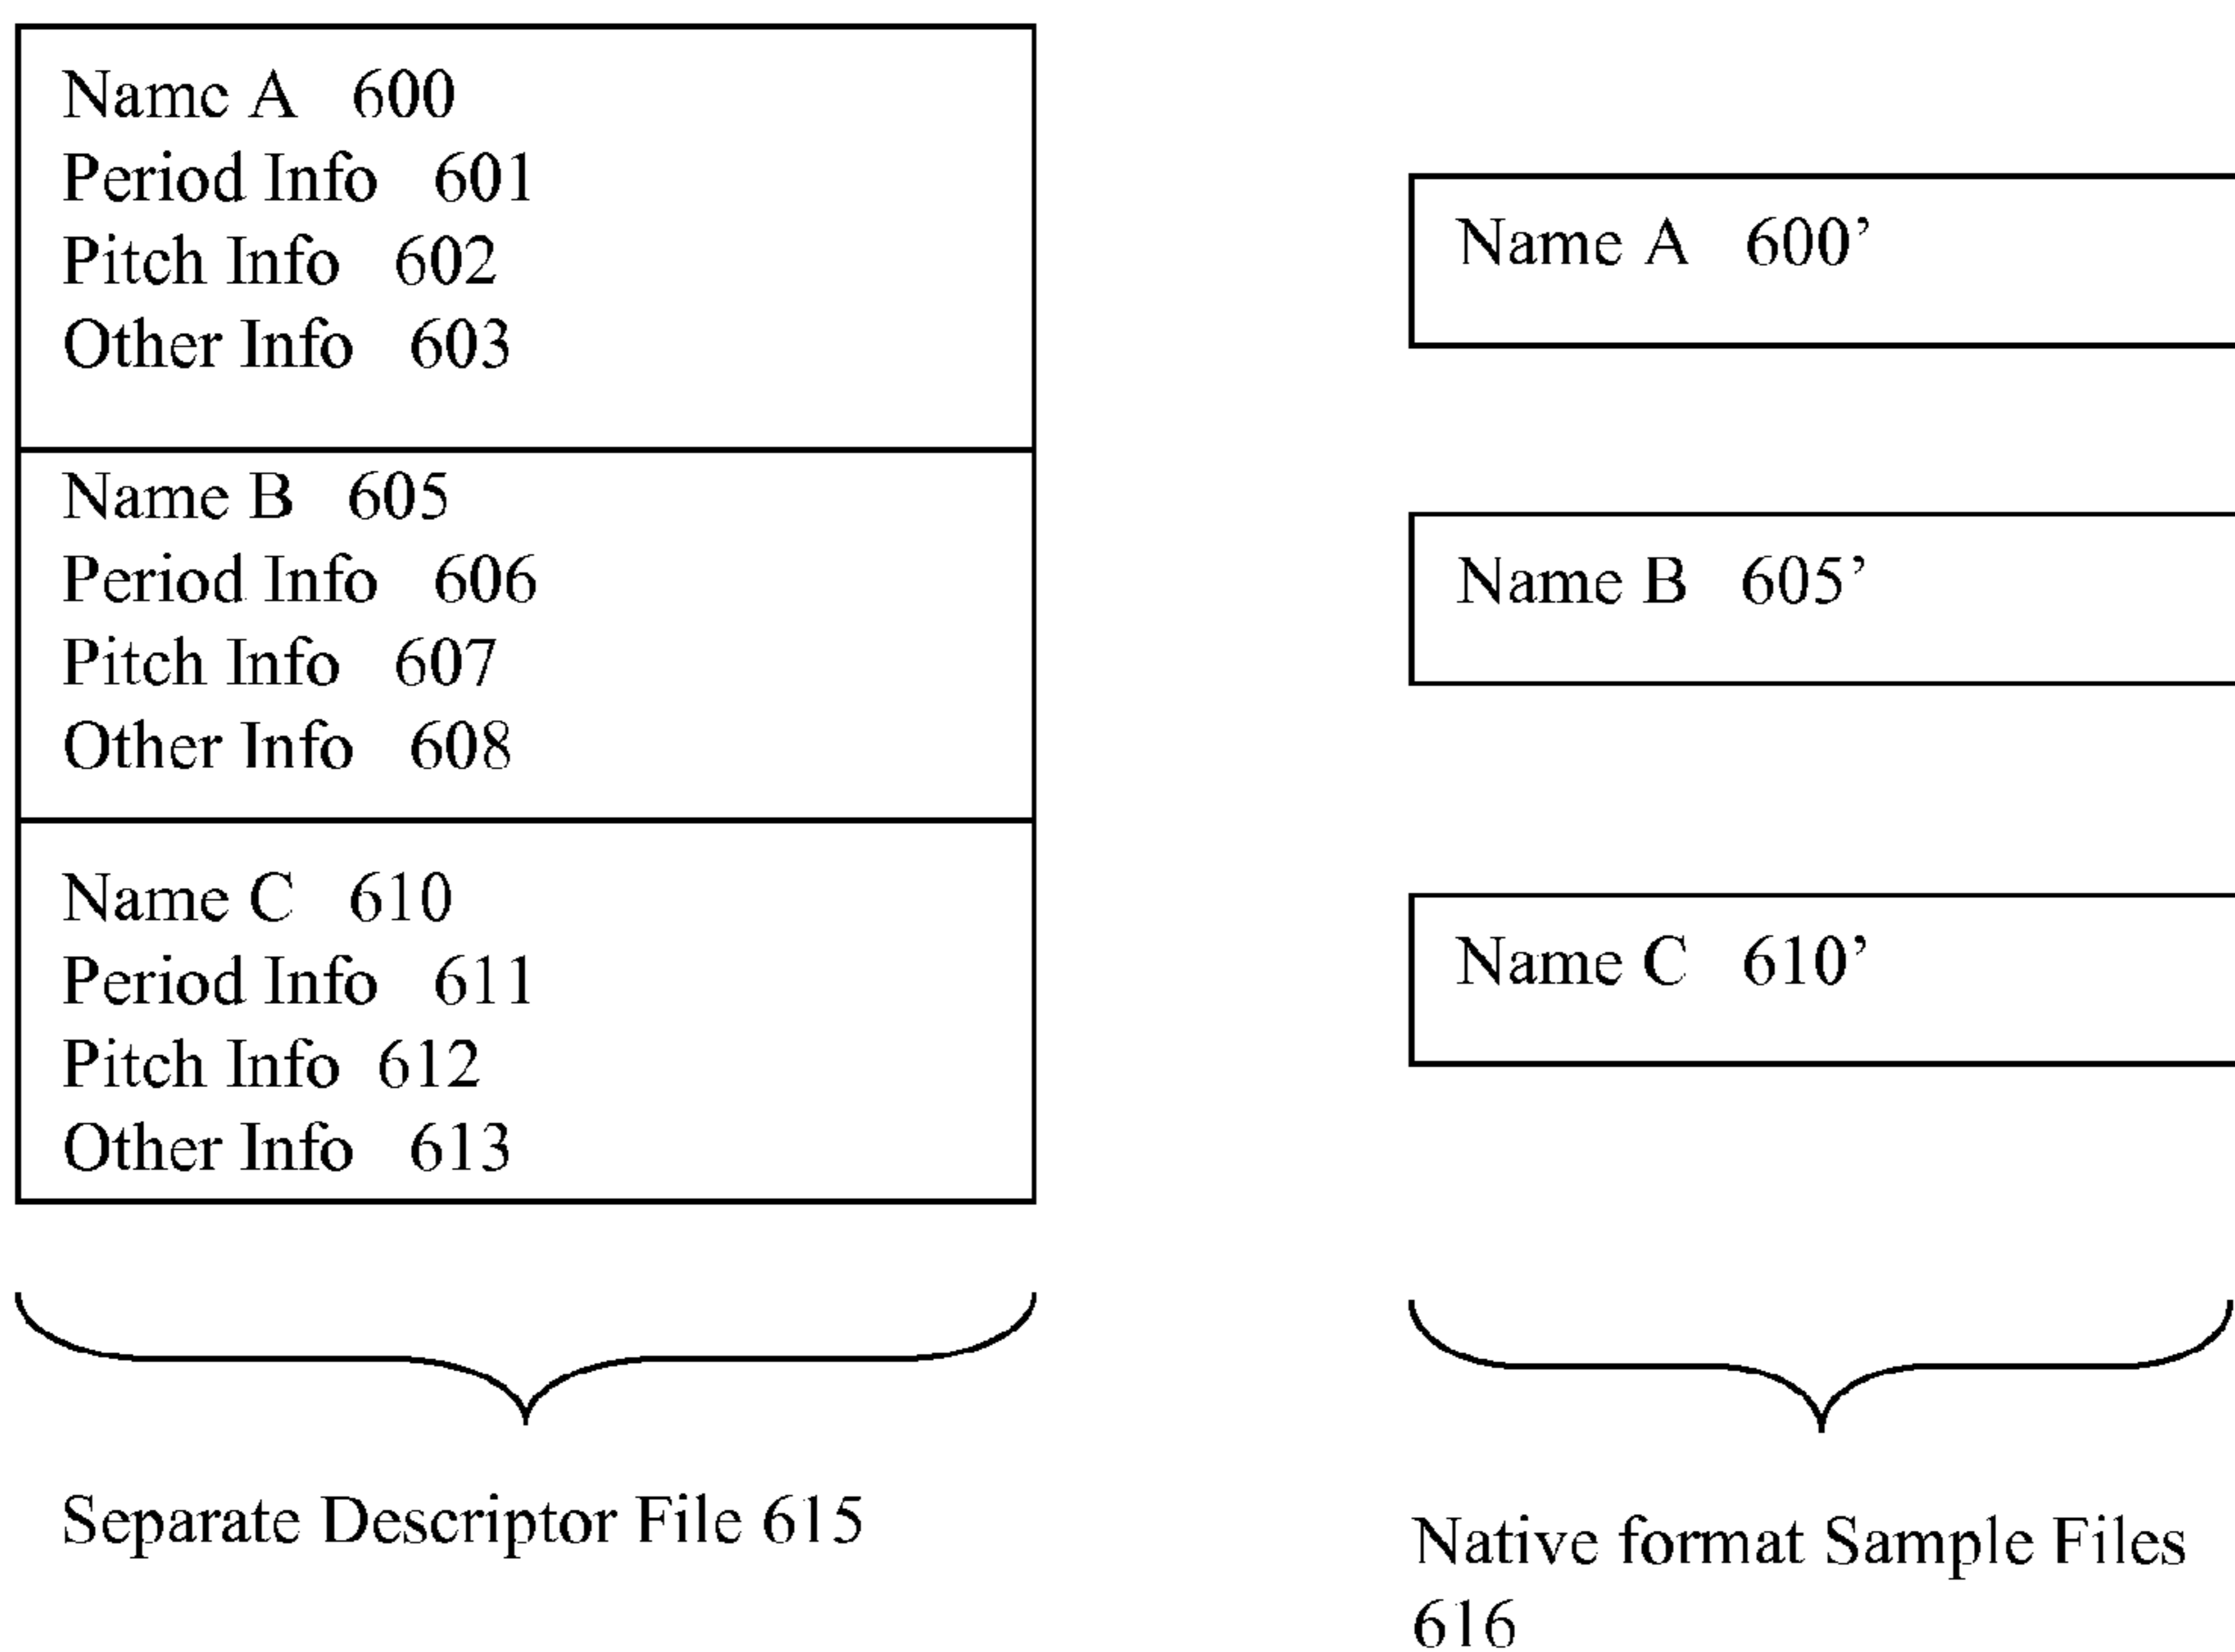 Name A 600
Period Info 601
Pitch Info 602
Other Info 603
Name B 605
Period Info 606
Pitch Info 607
Other Info 608
Name C 610
Period Info 611
Pitch Info 612
Other Info 613
Separate Descriptor File 615
Name A 600’
Name B 605’
Name C 610’
Native format Sample Files
616